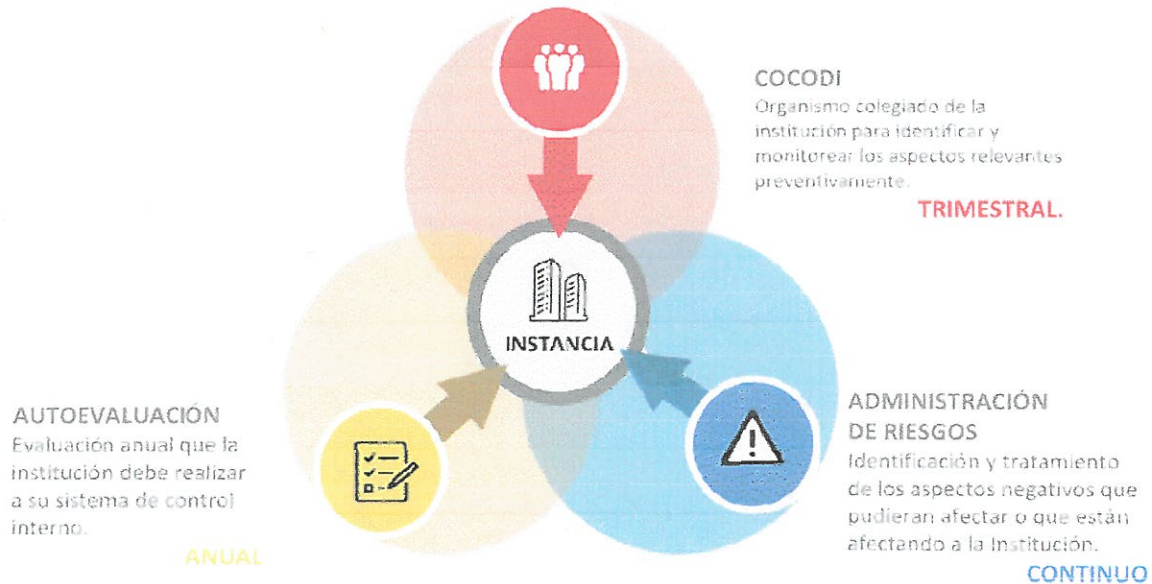 COCODI
Organismo colegiado de la
institución para identificar y
monitorear los aspectos relevantes
preventivamente.
TRIMESTRAL.
INSTANCIA
AUTOEVALUACIÓN
Evaluación anual que la
institución debe realizar
a su sistema de control
interno.
ANUAL
ADMINISTRACIÓN
DE RIESGOS
Identificación y tratamiento
de los aspectos negativos que
pudieran afectar o que están
afectando a la Institución.
CONTINUO